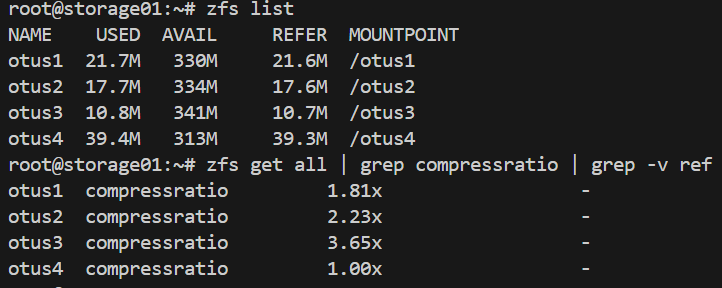 root@storage01:~# zfs list
NAME    USED  AVAIL     REFER  MOUNTPOINT
otus1  21.7M   330M     21.6M  /otus1
otus2  17.7M   334M     17.6M  /otus2
otus3  10.8M   341M     10.7M  /otus3
otus4  39.4M   313M     39.3M  /otus4
root@storage01:~# zfs get all | grep compressratio | grep -v ref
otus1  compressratio         1.81x                  -
otus2  compressratio         2.23x                  -
otus3  compressratio         3.65x                  -
otus4  compressratio         1.00x                  -